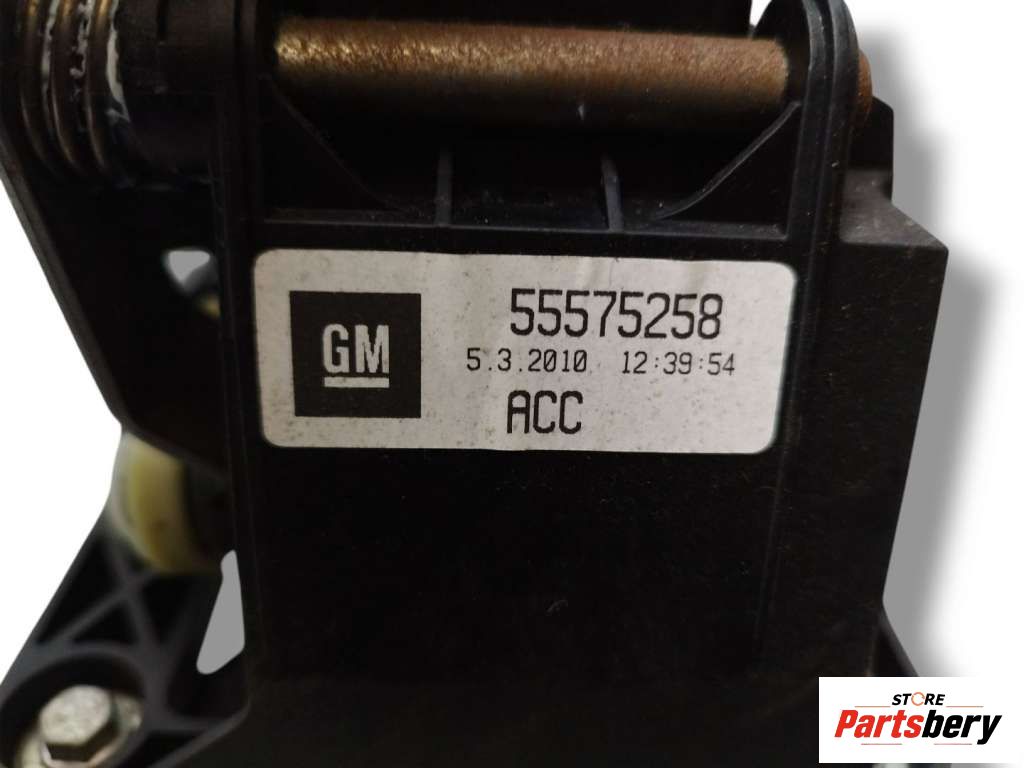 GM
55575258
5.3.2010 12:39:54
ACC
STORE
Partsbery